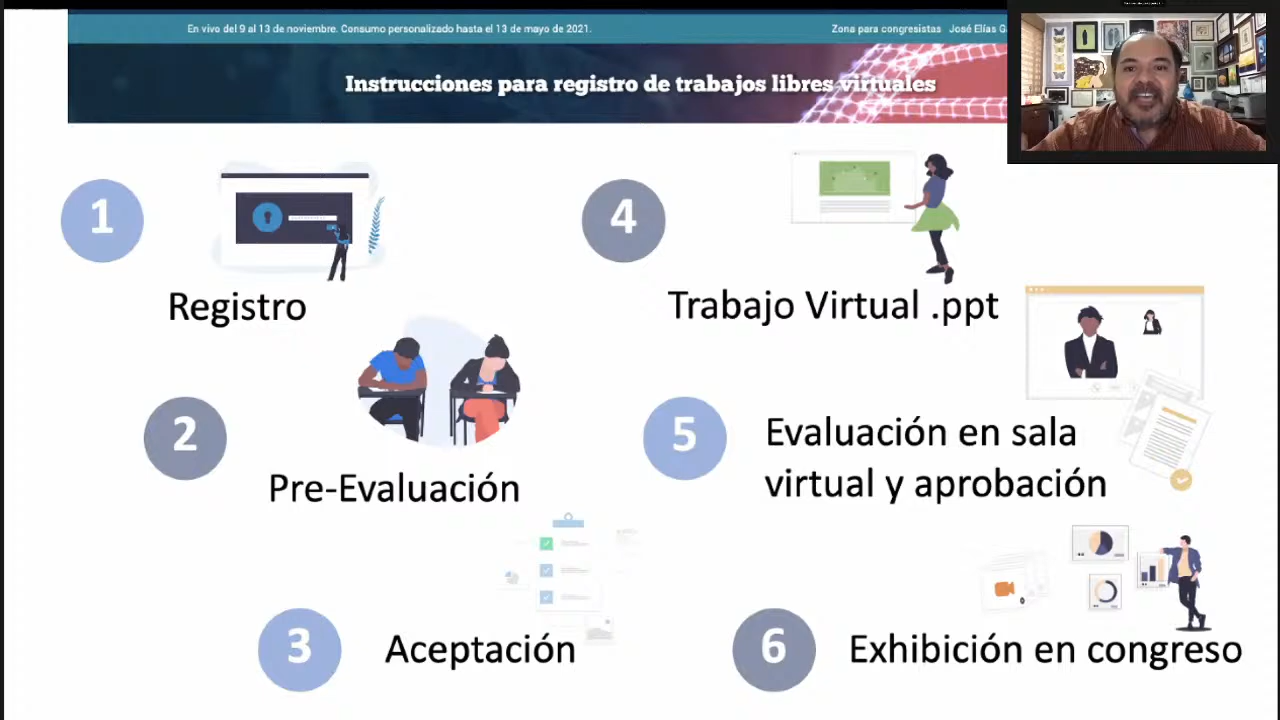 En vivo del 9 al 13 de noviembre. Consumo personalizado hasta el 13 de mayo de 2021.
Zona para congresistas José Elías G
Instrucciones para registro de trabajos libres virtuales
1
Registro
2
Pre-Evaluación
3
Aceptación
4
Trabajo Virtual .ppt
5
Evaluación en sala
virtual y aprobación
6
Exhibición en congreso